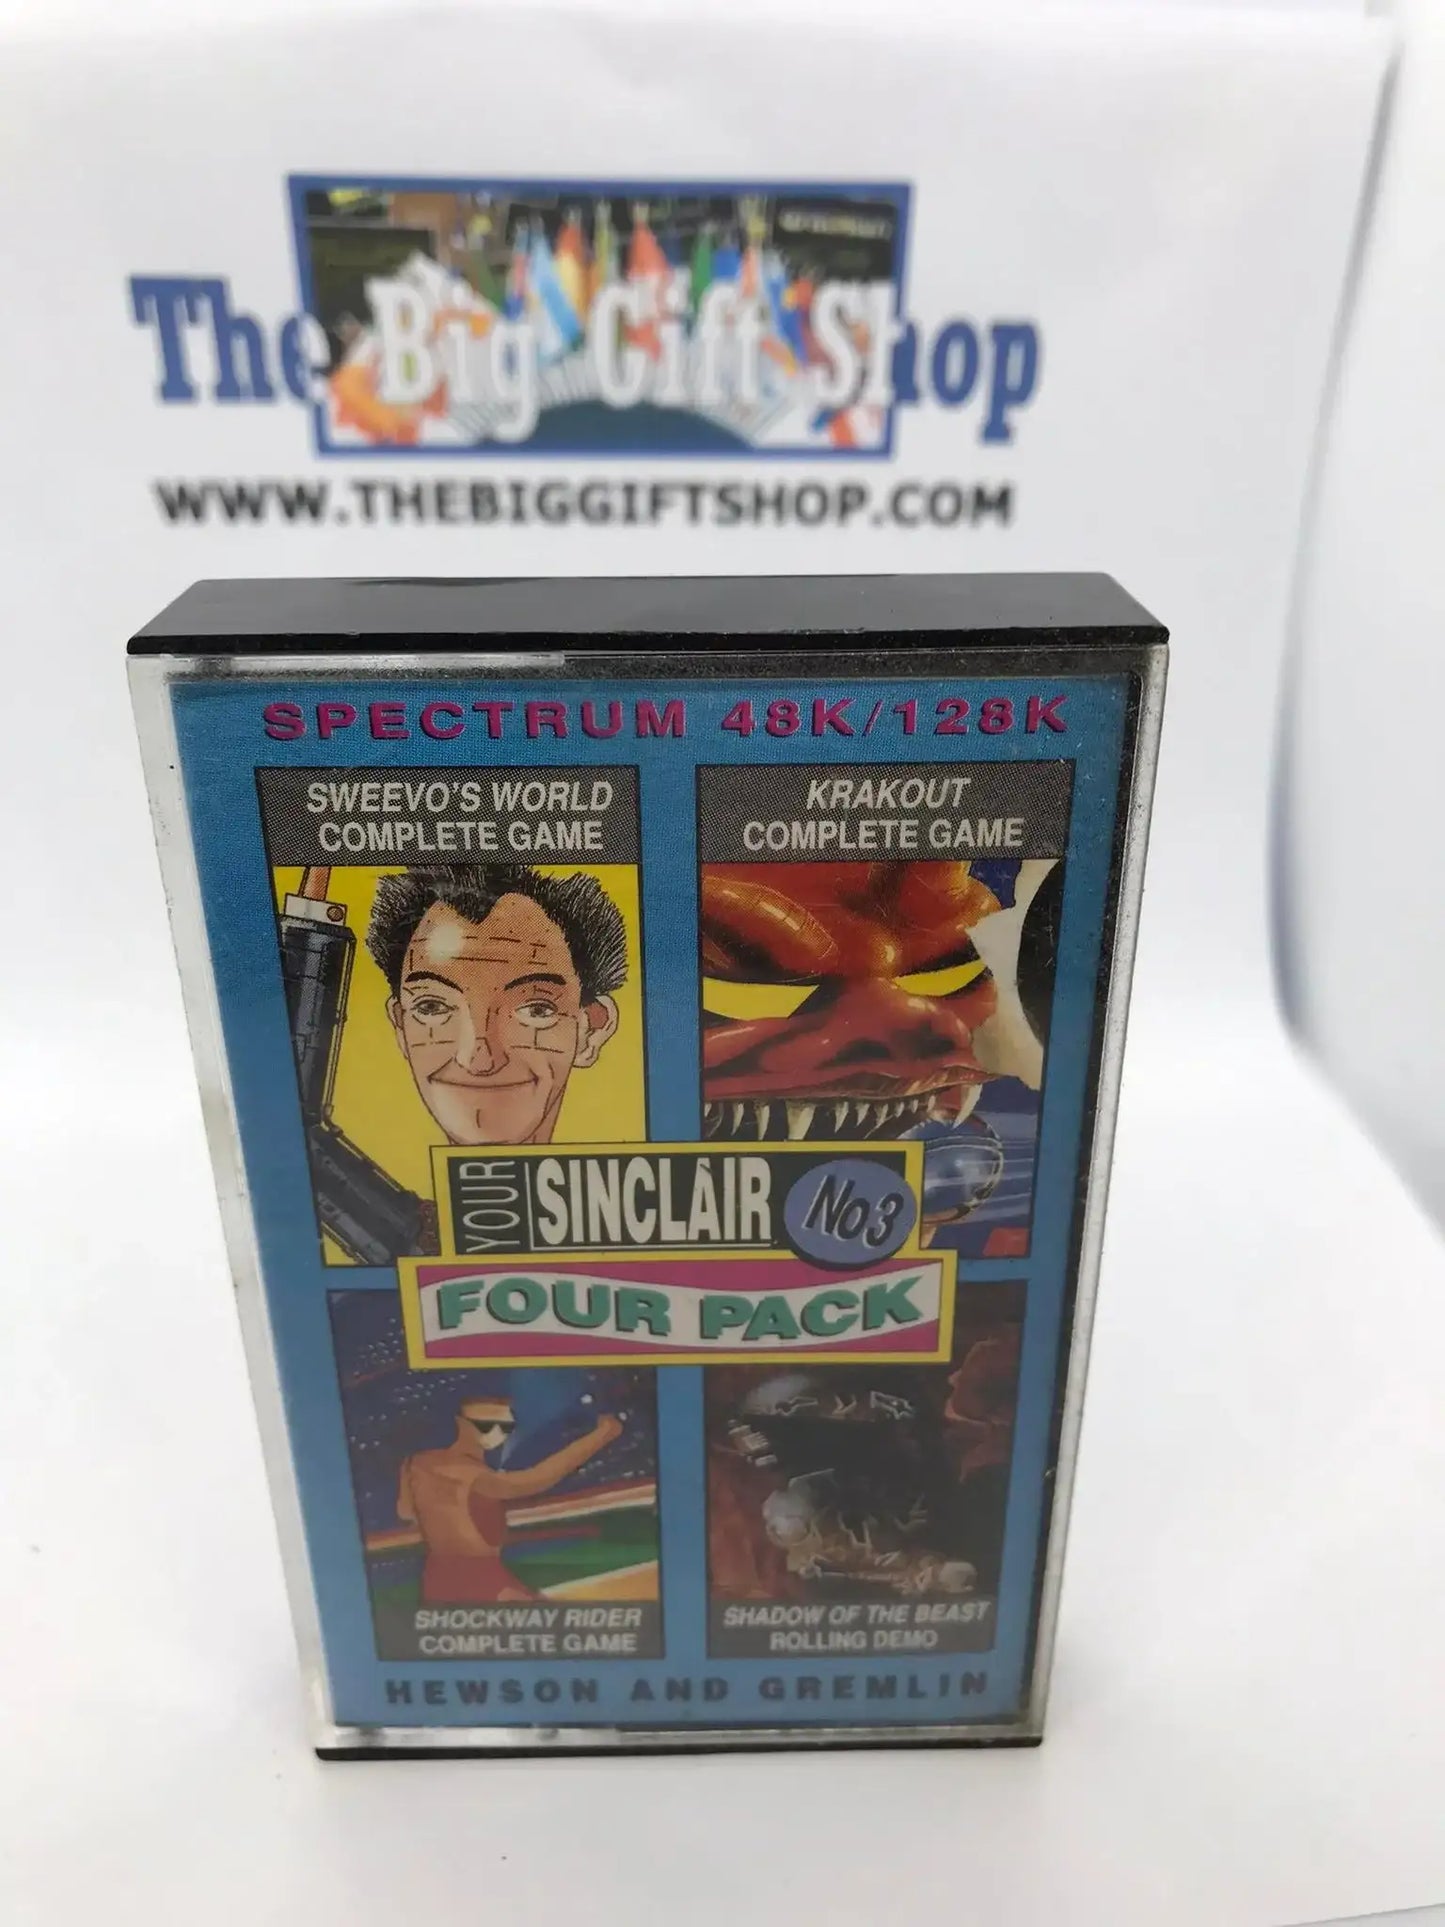 The Big Gift Shop
WWW.THEBIGGIFTSHOP.COM
SPECTRUM 48K/128K
SWEEVO'S WORLD
COMPLETE GAME
KRAKOUT
COMPLETE GAME
YOUR SINCLAIR No3
FOUR PACK
SHOCKWAY RIDER
COMPLETE GAME
SHADOW OF THE BEAST
ROLLING DEMO
HEWSON AND GREMLIN